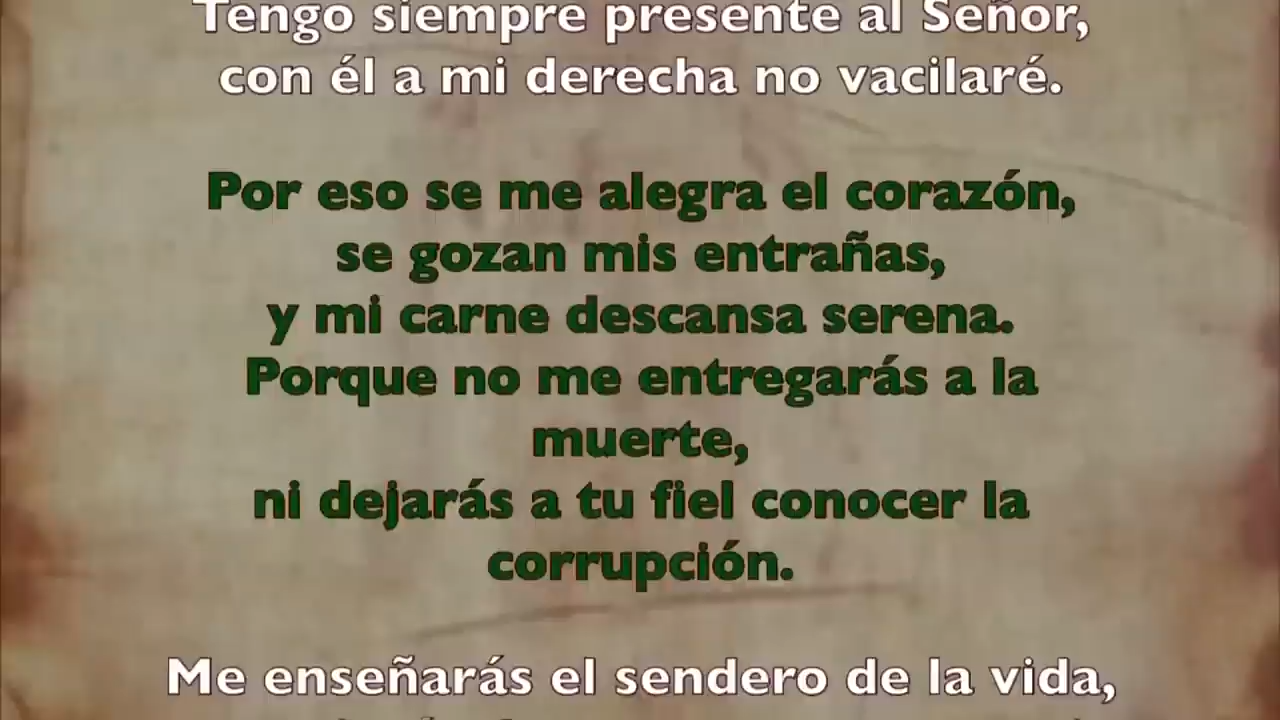 Tengo siempre presente al Señor,
con él a mi derecha no vacilaré.
Por eso se me alegra el corazón,
se gozan mis entrañas,
y mi carne descansa serena.
Porque no me entregarás a la
muerte,
ni dejarás a tu fiel conocer la
corrupción.
Me enseñarás el sendero de la vida,